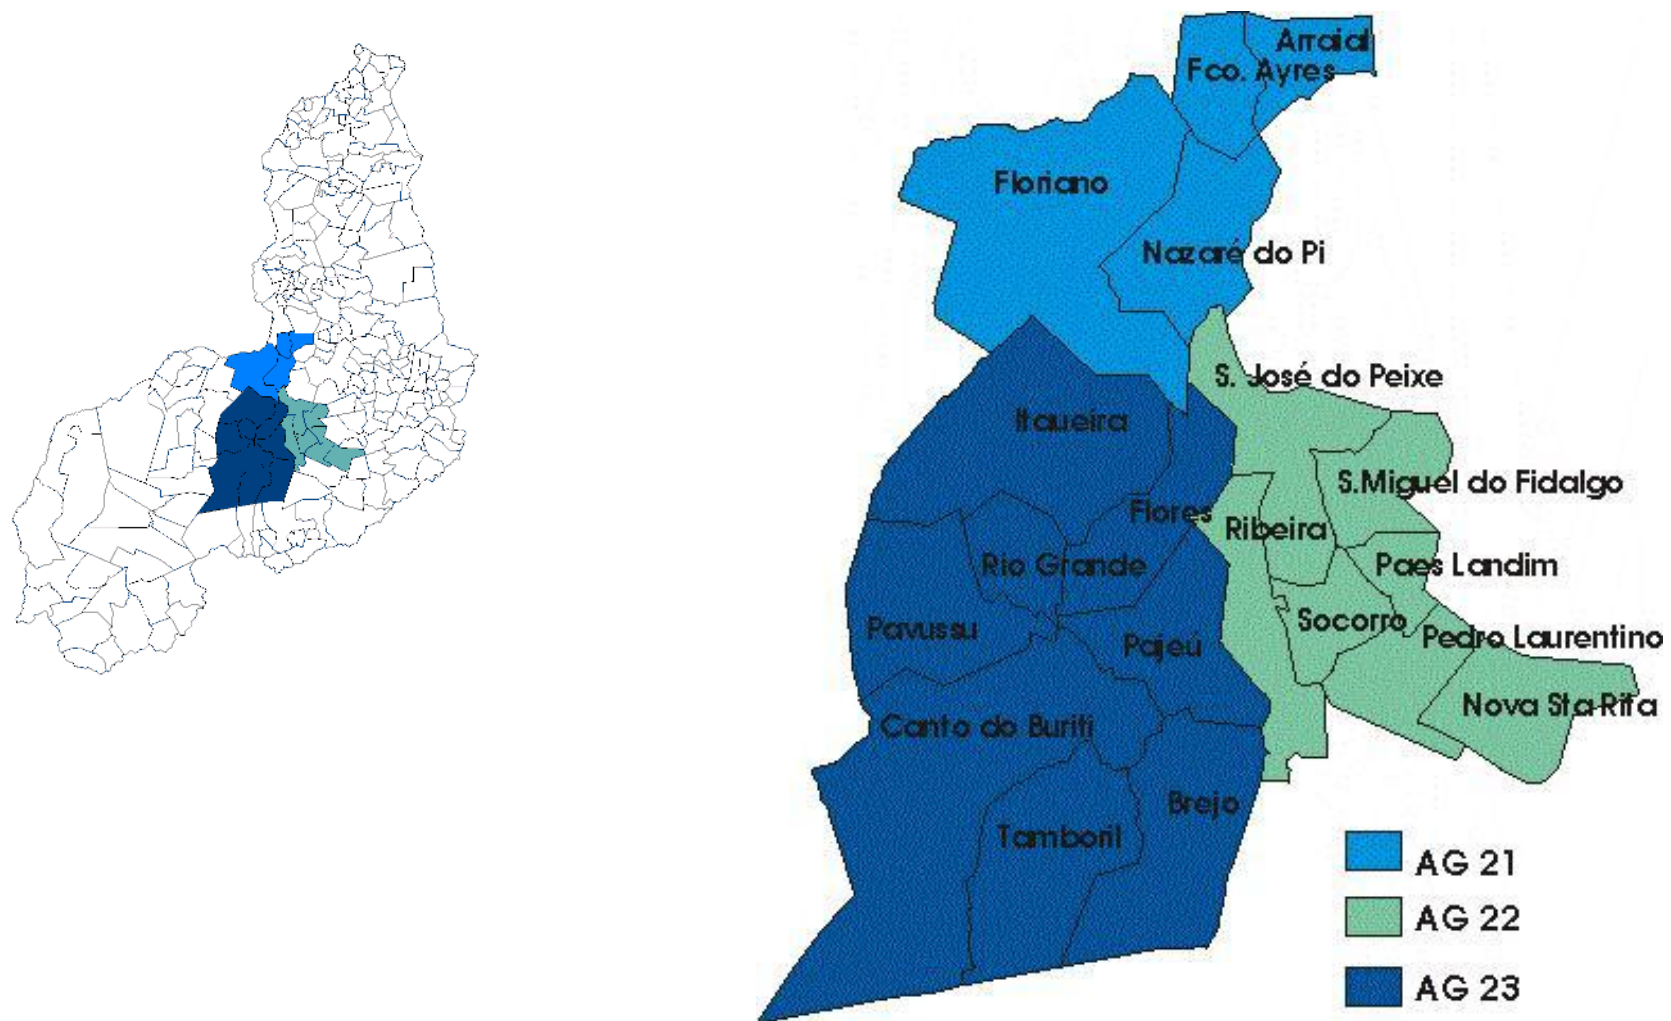 Arraial
Fco. Ayres
Floriano
Nazaré do Pi
S. José do Peixe
Itaueira
S.Miguel do Fidalgo
Flores
Ribeira
Rio Grande
Paes Landim
Socorro
Pavussu
Pajeú
Pedro Laurentino
Nova Sta Rita
Canto do Buriti
Brejo
Tamboril
AG 21
AG 22
AG 23